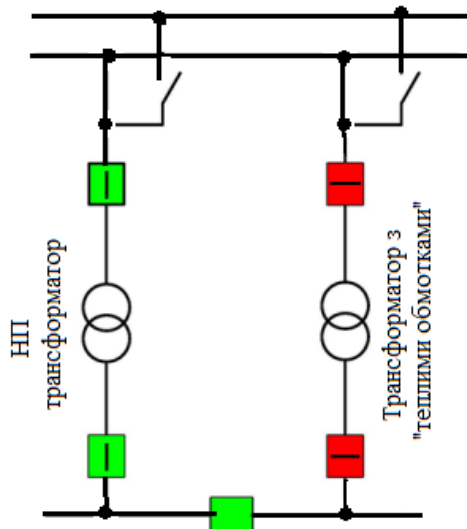 НП
трансформатор
Трансформатор з
"теплими обмотками"